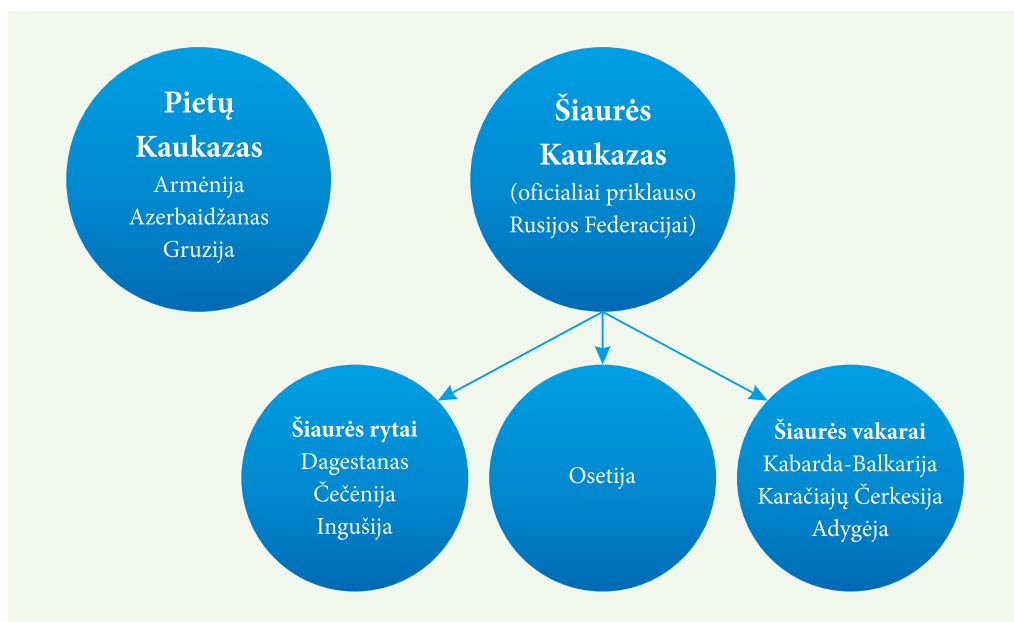 Pietų
Kaukazas
Armėnija
Azerbaidžanas
Gruzija
Šiaurės
Kaukazas
(oficialiai priklauso
Rusijos Federacijai)
Šiaurės rytai
Dagestanas
Čečėnija
Ingušija
Osetija
Šiaurės vakarai
Kabarda-Balkarija
Karačiajų Čerkesija
Adygėja